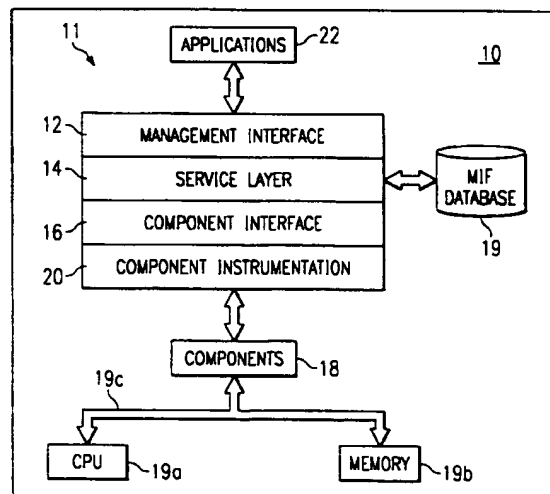 11
APPLICATIONS
22
10
12
MANAGEMENT INTERFACE
14
SERVICE LAYER
MIF
DATABASE
19
16
COMPONENT INTERFACE
20
COMPONENT INSTRUMENTATION
COMPONENTS
18
19c
CPU
19a
MEMORY
19b